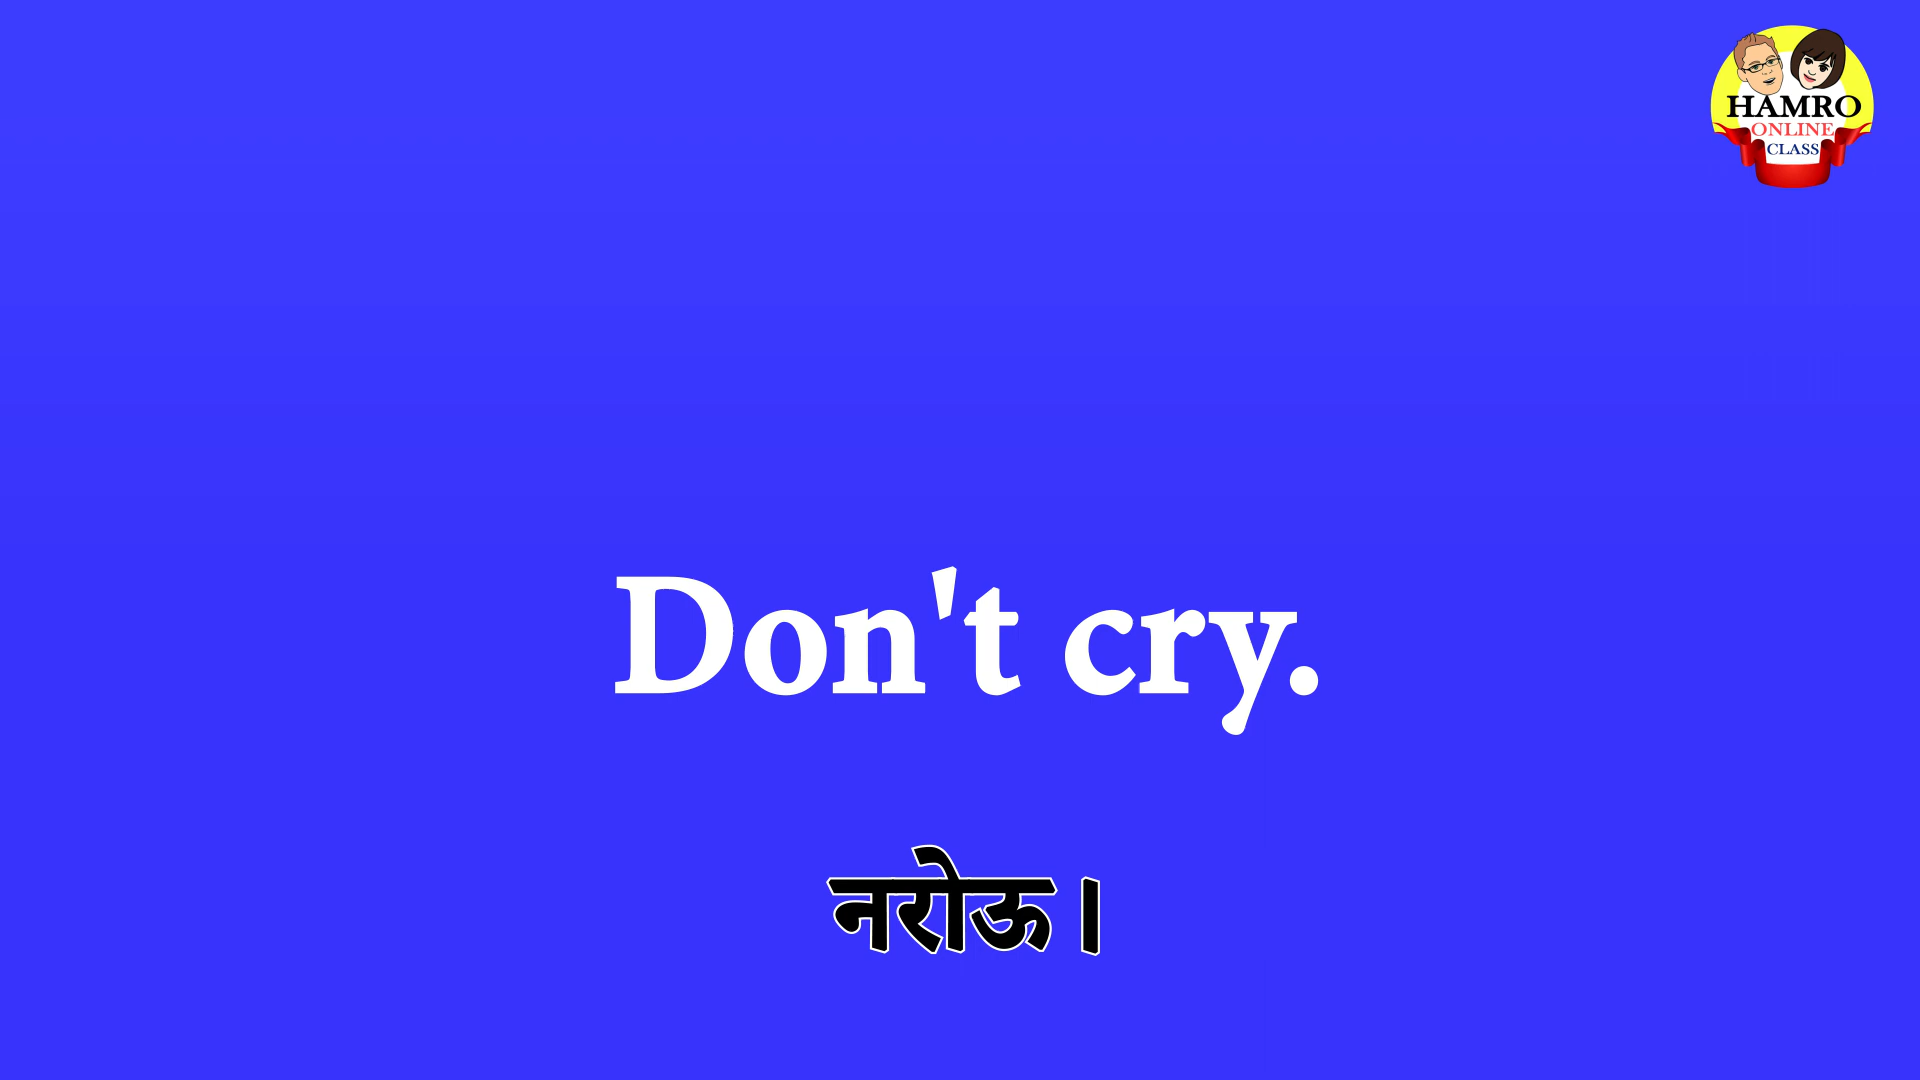 HAMRO
ONLINE
CLASS
Don't cry.
नरोऊ।